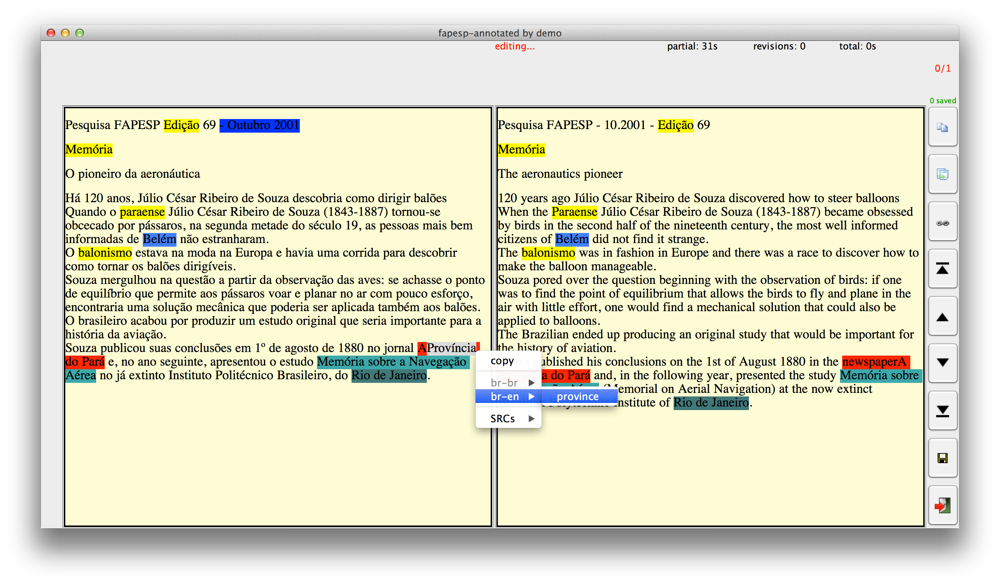 fapesp-annotated by demo
editing... partial: 31s revisions: 0 total: 0s
0/1
0 saved
Pesquisa FAPESP Edição 69 - Outubro 2001
Memória
O pioneiro da aeronáutica
Há 120 anos, Júlio César Ribeiro de Souza descobria como dirigir balões
Quando o paraense Júlio César Ribeiro de Souza (1843-1887) tornou-se
obcecado por pássaros, na segunda metade do século 19, as pessoas mais bem
informadas de Belém não estranharam.
O balonismo estava na moda na Europa e havia uma corrida para descobrir
como tornar os balões dirigíveis.
Souza mergulhou na questão a partir da observação das aves: se achasse o ponto
de equilíbrio que permite aos pássaros voar e planar no ar com pouco esforço,
encontraria uma solução mecânica que poderia ser aplicada também aos balões.
O brasileiro acabou por produzir um estudo original que seria importante para a
história da aviação.
Souza publicou suas conclusões em 1º de agosto de 1880 no jornal AProvíncia
do Pará e, no ano seguinte, apresentou o estudo Memória sobre a Navegação
Aérea no já extinto Instituto Politécnico Brasileiro, do Rio de Janeiro.
Pesquisa FAPESP - 10.2001 - Edição 69
Memória
The aeronautics pioneer
120 years ago Júlio César Ribeiro de Souza discovered how to steer balloons
When the Paraense Júlio César Ribeiro de Souza (1843-1887) became obsessed
by birds in the second half of the nineteenth century, the most well informed
citizens of Belém did not find it strange.
The balonismo was in fashion in Europe and there was a race to discover how to
make the balloon manageable.
Souza pored over the question beginning with the observation of birds: if one
was to find the point of equilibrium that allows the birds to fly and plane in the
air with little effort, one would find a mechanical solution that could also be
applied to balloons.
The Brazilian ended up producing an original study that would be important for
the history of aviation.
published his conclusions on the 1st of August 1880 in the newspaperA
do Pará and, in the following year, presented the study Memória sobre
(Memorial on Aerial Navigation) at the now extinct
Institute of Rio de Janeiro.
copy
br-br
br-en province
SRCs